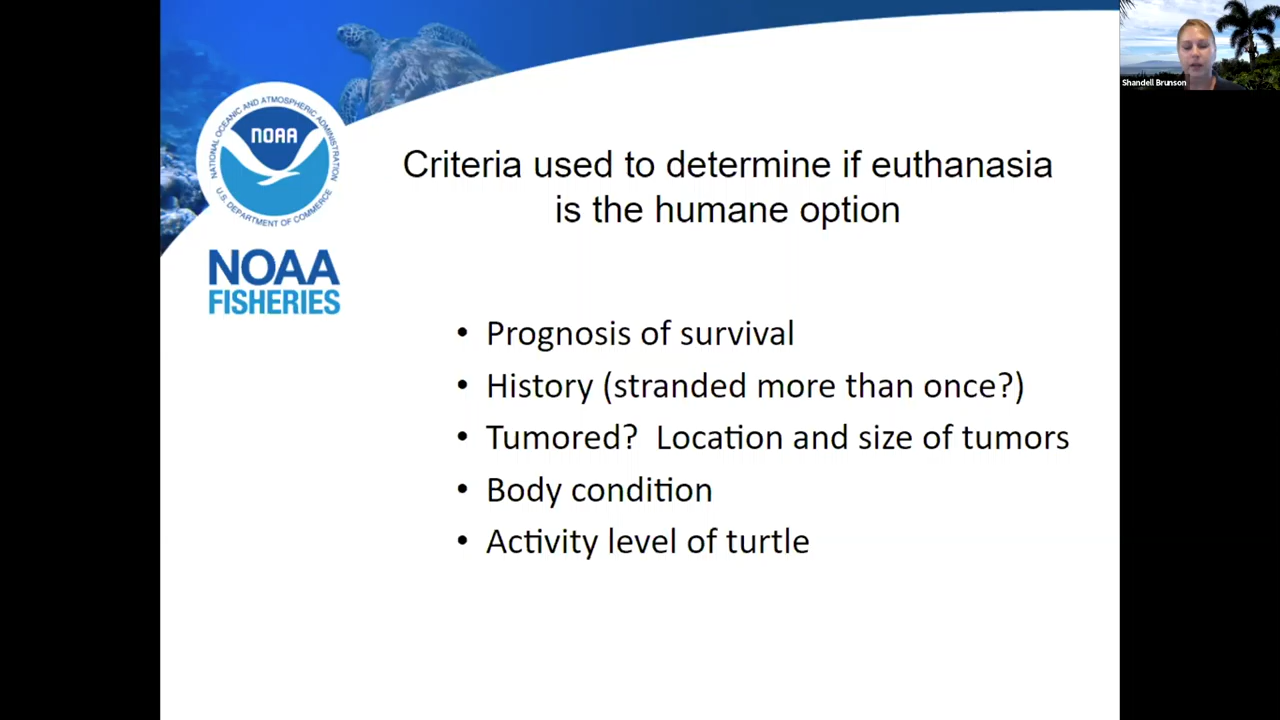 Shandell Brunson
NATIONAL OCEANIC AND ATMOSPHERIC ADMINISTRATION
NOAA
U.S. DEPARTMENT OF COMMERCE
NOAA
FISHERIES
Criteria used to determine if euthanasia
is the humane option
• Prognosis of survival
• History (stranded more than once?)
• Tumored?  Location and size of tumors
• Body condition
• Activity level of turtle